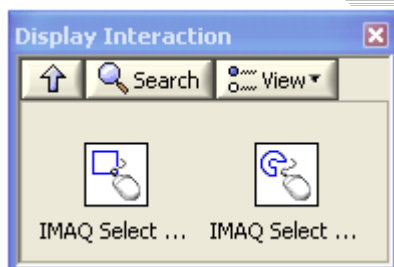 Display Interaction
Search View
IMAQ Select ... IMAQ Select ...